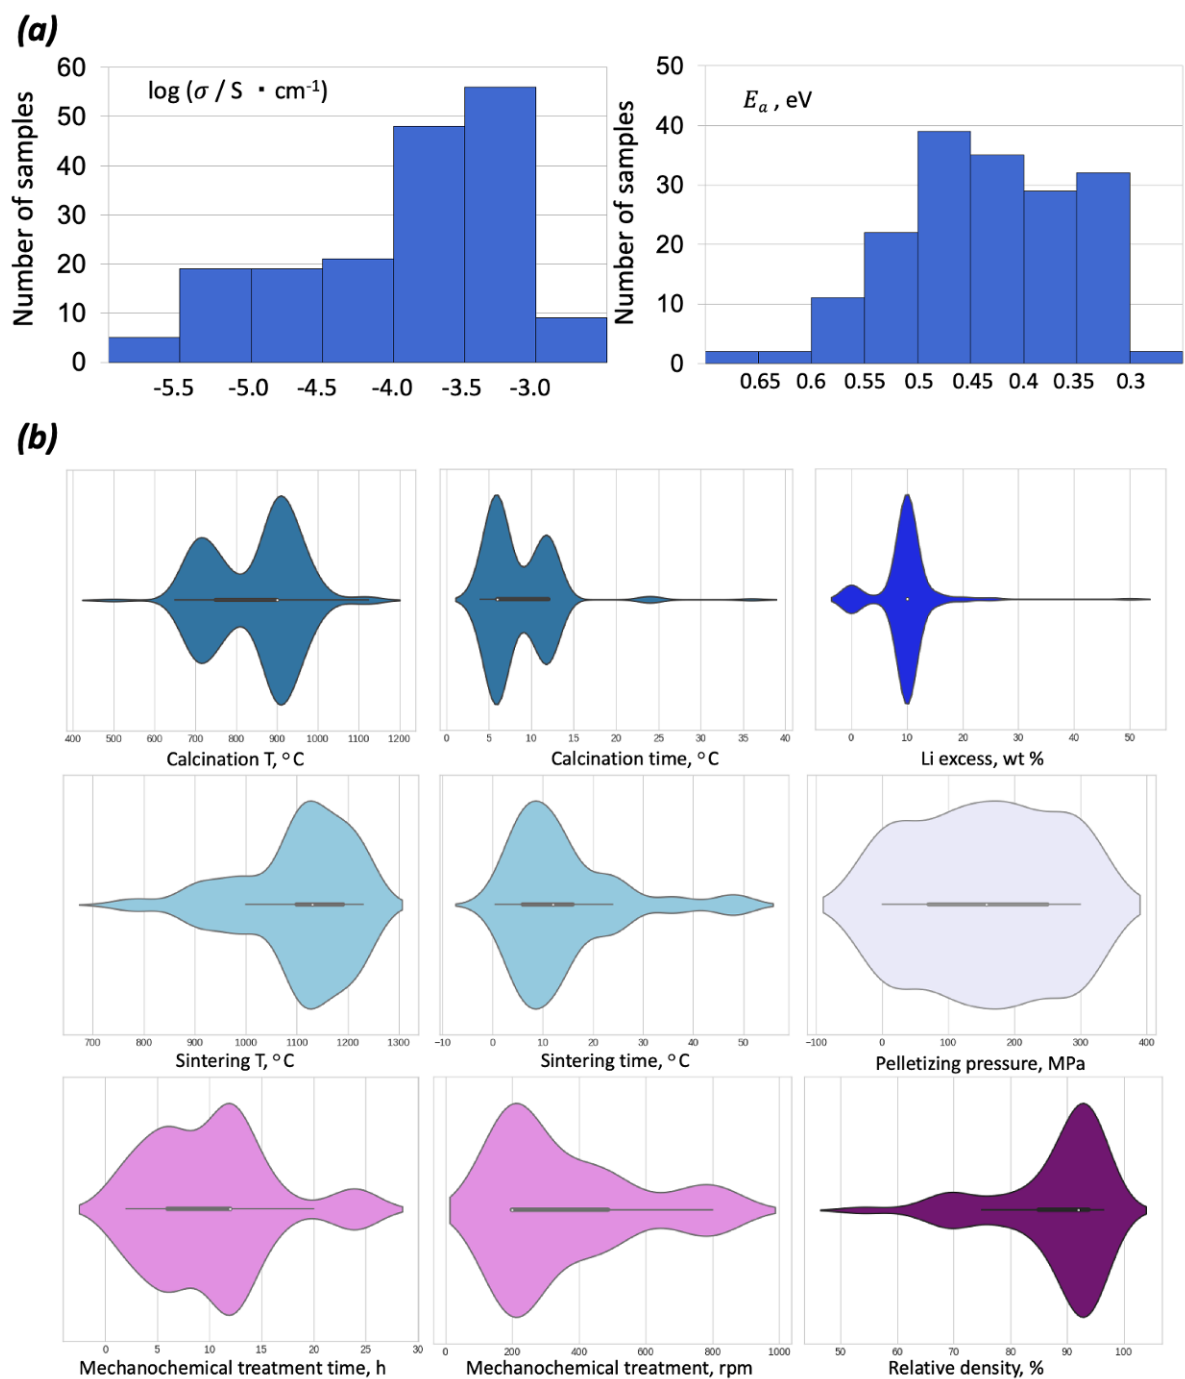 (a)
60
50
40
30
20
10
0
Number of samples
log (σ / S ・ cm⁻¹)
-5.5 -5.0 -4.5 -4.0 -3.5 -3.0
50
40
30
20
10
0
Number of samples
Eₐ , eV
0.65 0.6 0.55 0.5 0.45 0.4 0.35 0.3
(b)
400 500 600 700 800 900 1000 1100 1200
Calcination T, °C
0 5 10 15 20 25 30 35 40
Calcination time, °C
0 10 20 30 40 50
Li excess, wt %
700 800 900 1000 1100 1200 1300
Sintering T, °C
−10 0 10 20 30 40 50
Sintering time, °C
−100 0 100 200 300 400
Pelletizing pressure, MPa
0 5 10 15 20 25 30
Mechanochemical treatment time, h
0 200 400 600 800 1000
Mechanochemical treatment, rpm
50 60 70 80 90 100
Relative density, %